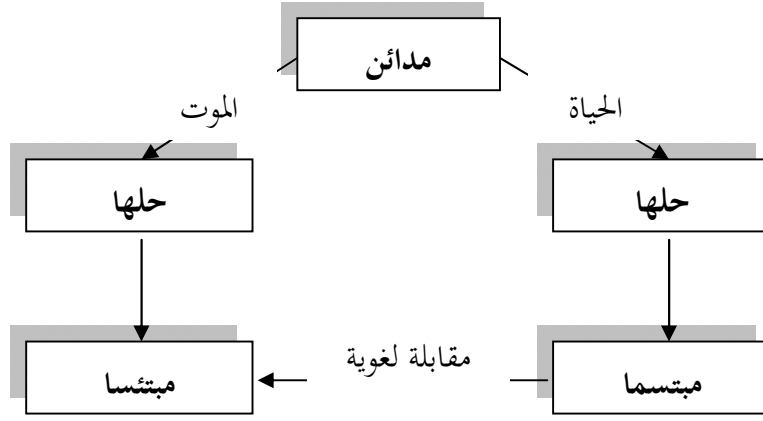 مدائن
الحياة
الموت
حلها
حلها
مقابلة لغوية
مبتسما
مبتئسا